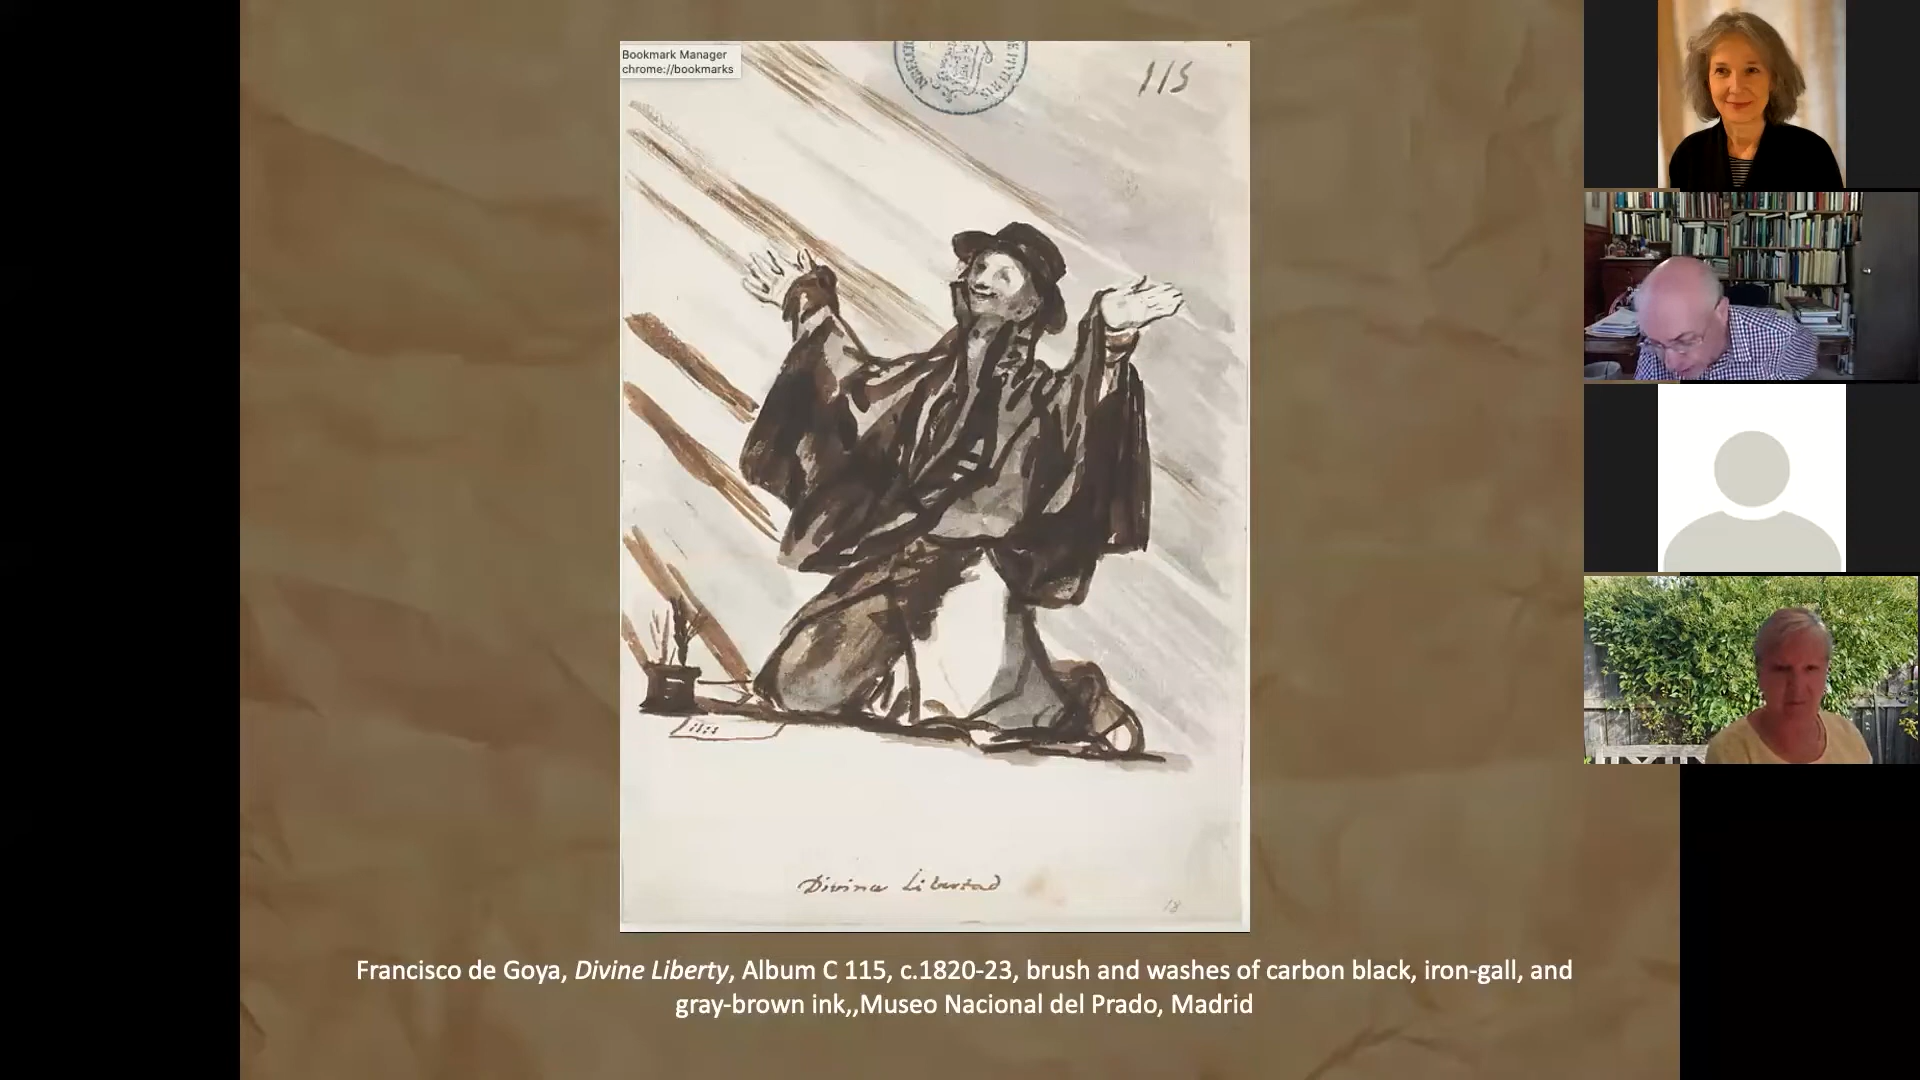 Bookmark Manager
chrome://bookmarks
115
Divina Libertad
18
Francisco de Goya, Divine Liberty, Album C 115, c.1820-23, brush and washes of carbon black, iron-gall, and
gray-brown ink,,Museo Nacional del Prado, Madrid